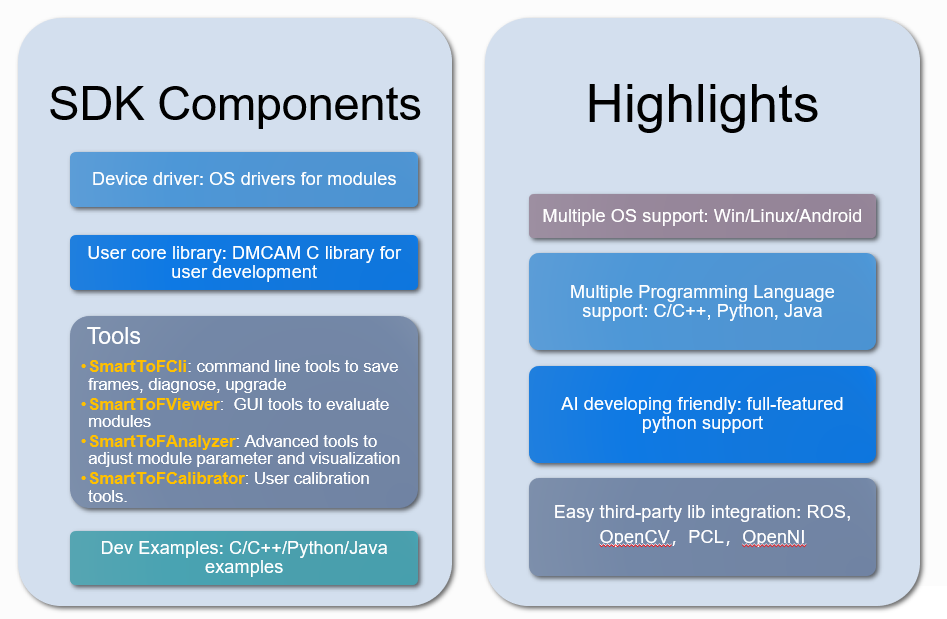 SDK Components
Device driver: OS drivers for modules
User core library: DMCAM C library for
user development
Tools
•SmartToFCli: command line tools to save
frames, diagnose, upgrade
•SmartToFViewer:  GUI tools to evaluate
modules
•SmartToFAnalyzer: Advanced tools to
adjust module parameter and visualization
•SmartToFCalibrator: User calibration
tools.
Dev Examples: C/C++/Python/Java
examples
Highlights
Multiple OS support: Win/Linux/Android
Multiple Programming Language
support: C/C++, Python, Java
AI developing friendly: full-featured
python support
Easy third-party lib integration: ROS,
OpenCV，PCL，OpenNI